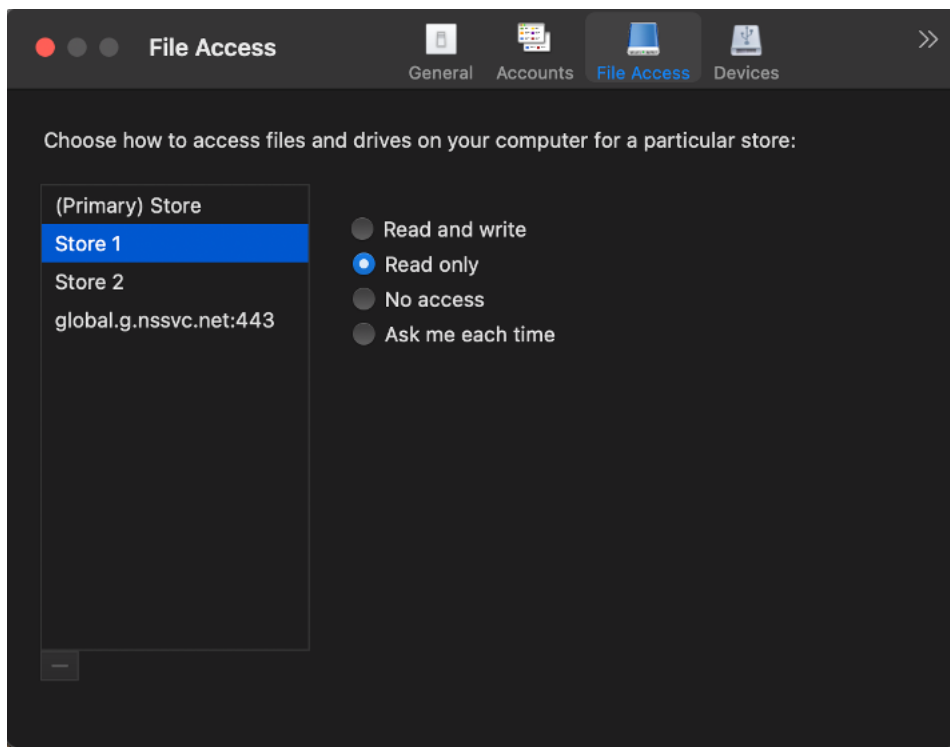 File Access
General
Accounts
File Access
Devices
Choose how to access files and drives on your computer for a particular store:
(Primary) Store
Store 1
Store 2
global.g.nssvc.net:443
Read and write
Read only
No access
Ask me each time